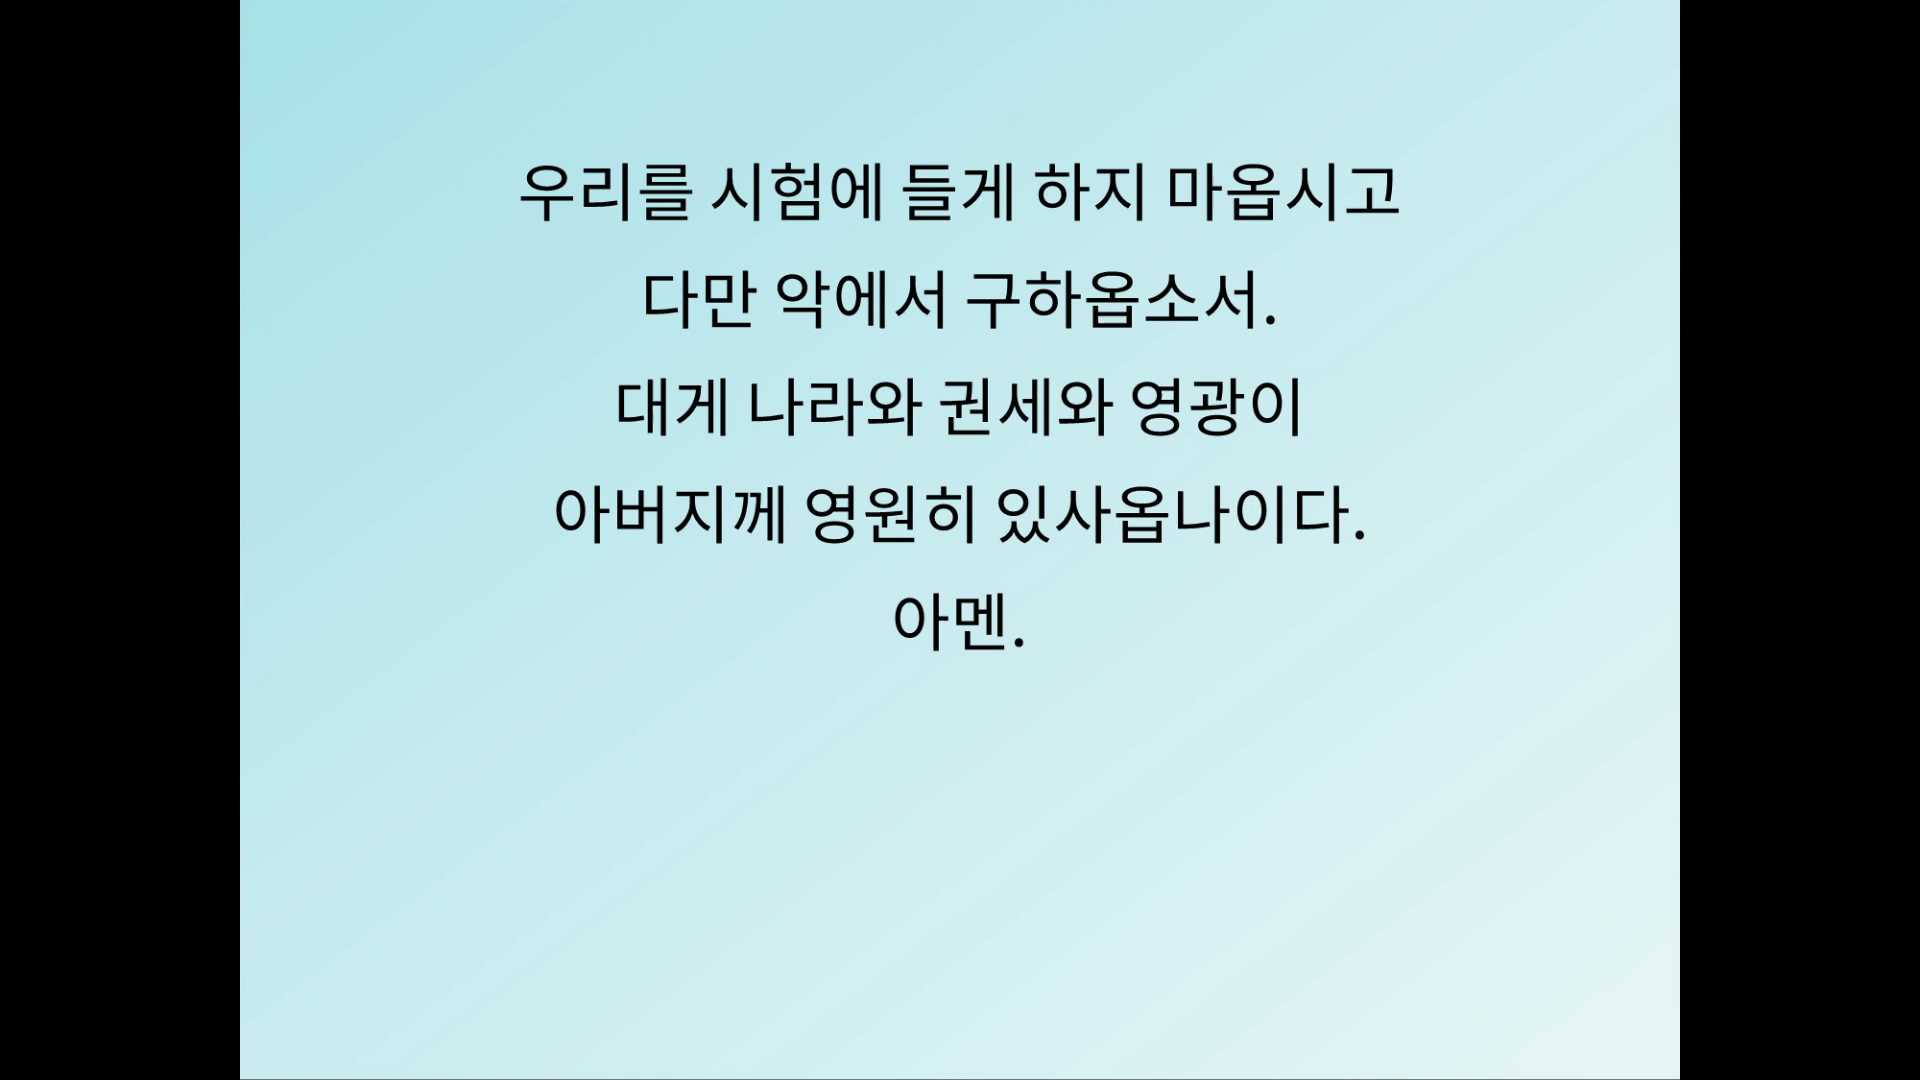 우리를 시험에 들게 하지 마옵시고
다만 악에서 구하옵소서.
대게 나라와 권세와 영광이
아버지께 영원히 있사옵나이다.
아멘.